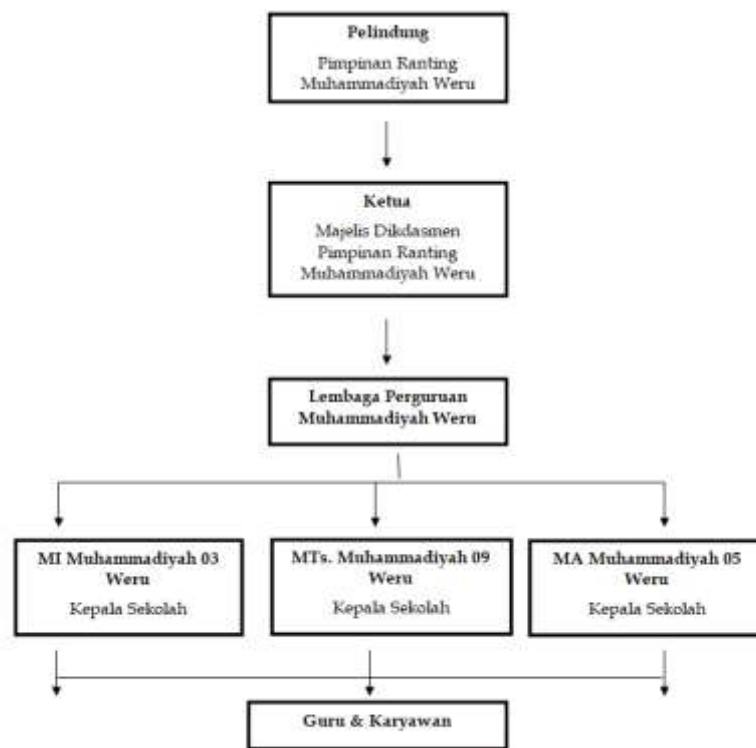 Pelindung
Pimpinan Ranting
Muhammadiyah Weru
Ketua
Majelis Dikdasmen
Pimpinan Ranting
Muhammadiyah Weru
Lembaga Perguruan
Muhammadiyah Weru
MI Muhammadiyah 03
Weru
Kepala Sekolah
MTs. Muhammadiyah 09
Weru
Kepala Sekolah
MA Muhammadiyah 05
Weru
Kepala Sekolah
Guru & Karyawan